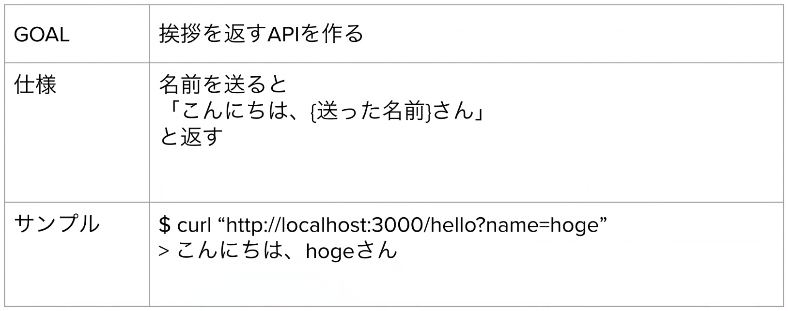 GOAL
挨拶を返すAPIを作る
仕様
名前を送ると
「こんにちは、{送った名前}さん」
と返す
サンプル
$ curl “http://localhost:3000/hello?name=hoge”
> こんにちは、hogeさん